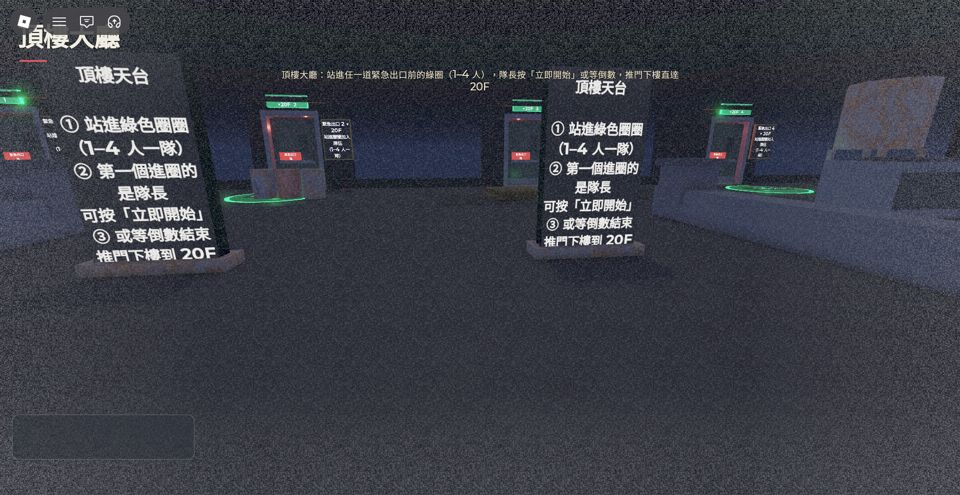 頂樓大廳
頂樓大廳：站進任一道緊急出口前的綠圈（1–4 人），隊長按「立即開始」或等倒數，推門下樓直達
20F
頂樓天台
① 站進綠色圈圈
（1–4 人一隊）
② 第一個進圈的
是隊長
可按「立即開始」
③ 或等倒數結束
推門下樓到 20F
頂樓天台
① 站進綠色圈圈
（1–4 人一隊）
② 第一個進圈的
是隊長
可按「立即開始」
③ 或等倒數結束
推門下樓到 20F
緊急出口 2 •
20F